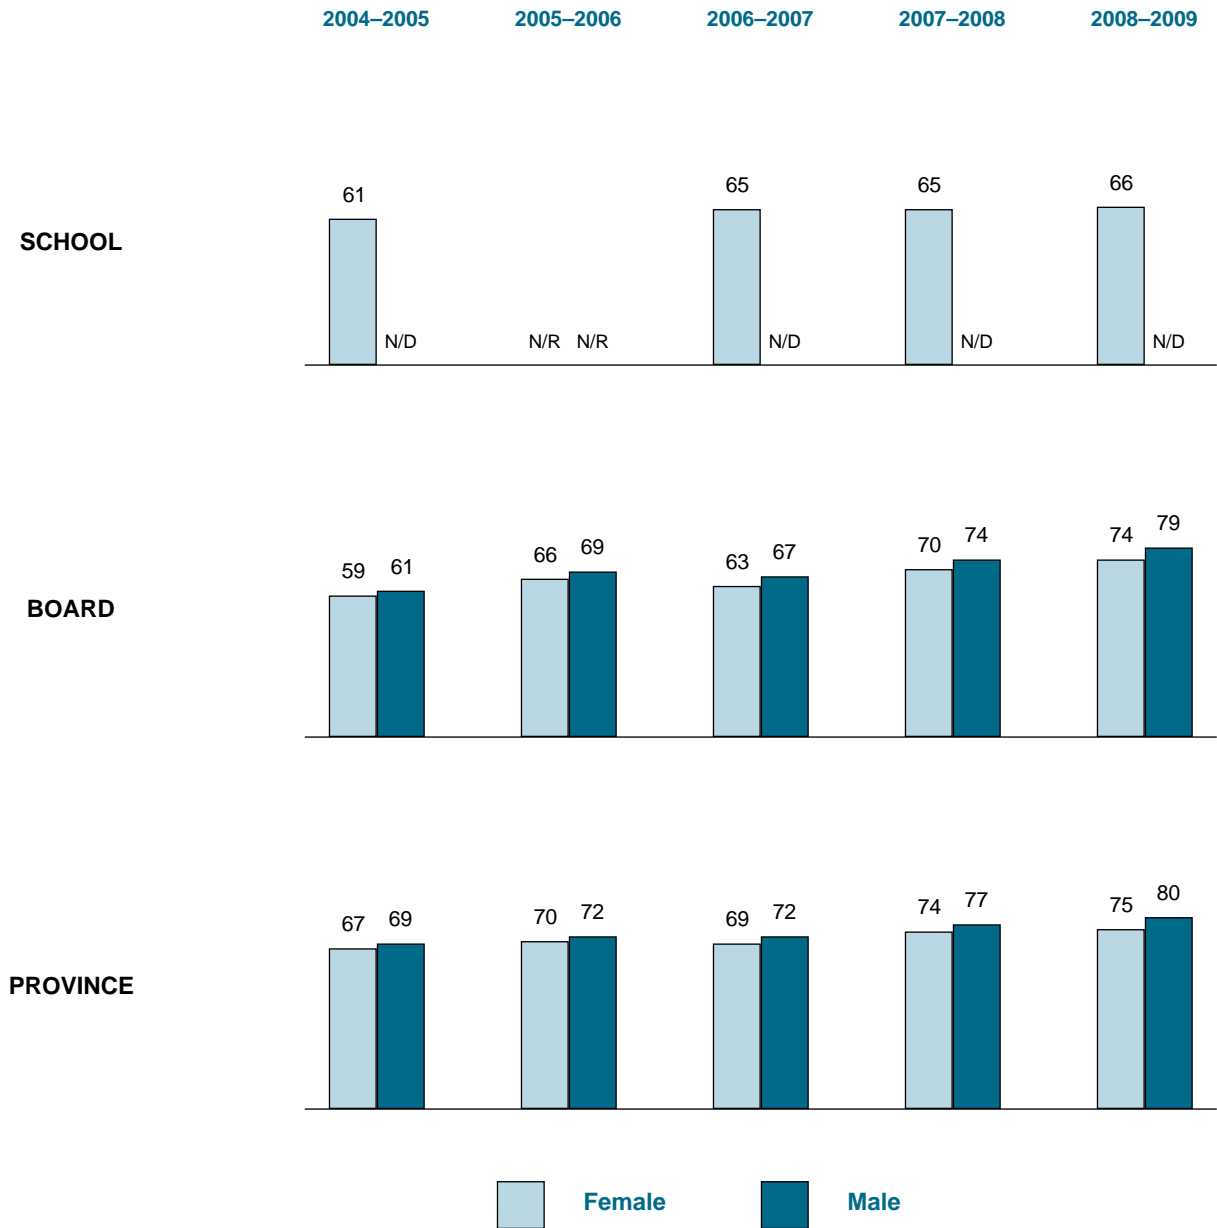 2004–2005 2005–2006 2006–2007 2007–2008 2008–2009
61 65 65 66
SCHOOL
N/D N/R N/R N/D N/D N/D
59 61 66 69 63 67 70 74 74 79
BOARD
67 69 70 72 69 72 74 77 75 80
PROVINCE
Female Male